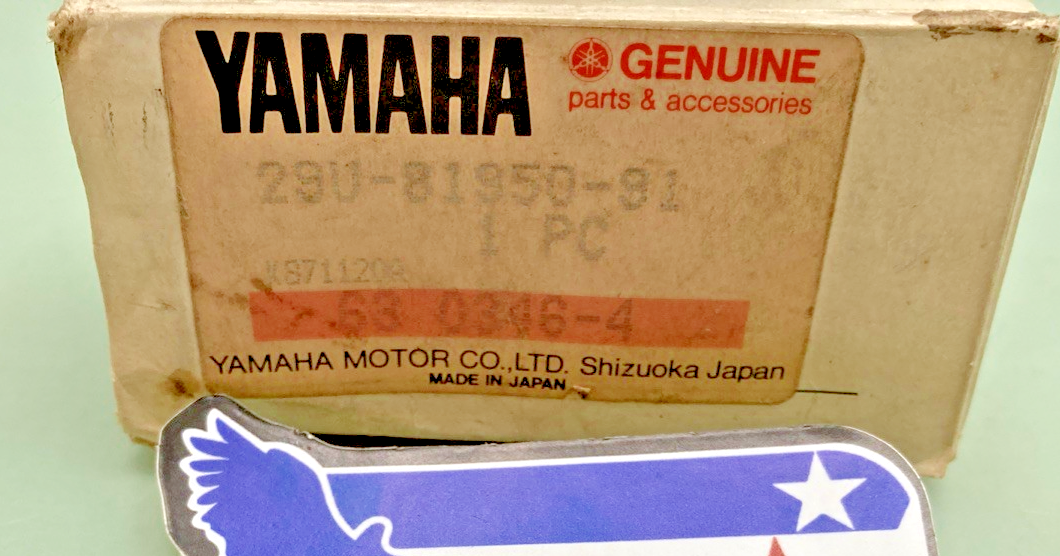 YAMAHA
GENUINE
parts & accessories
29U-81950-91
1 PC
K871120R
63 0346-4
YAMAHA MOTOR CO.,LTD. Shizuoka Japan
MADE IN JAPAN